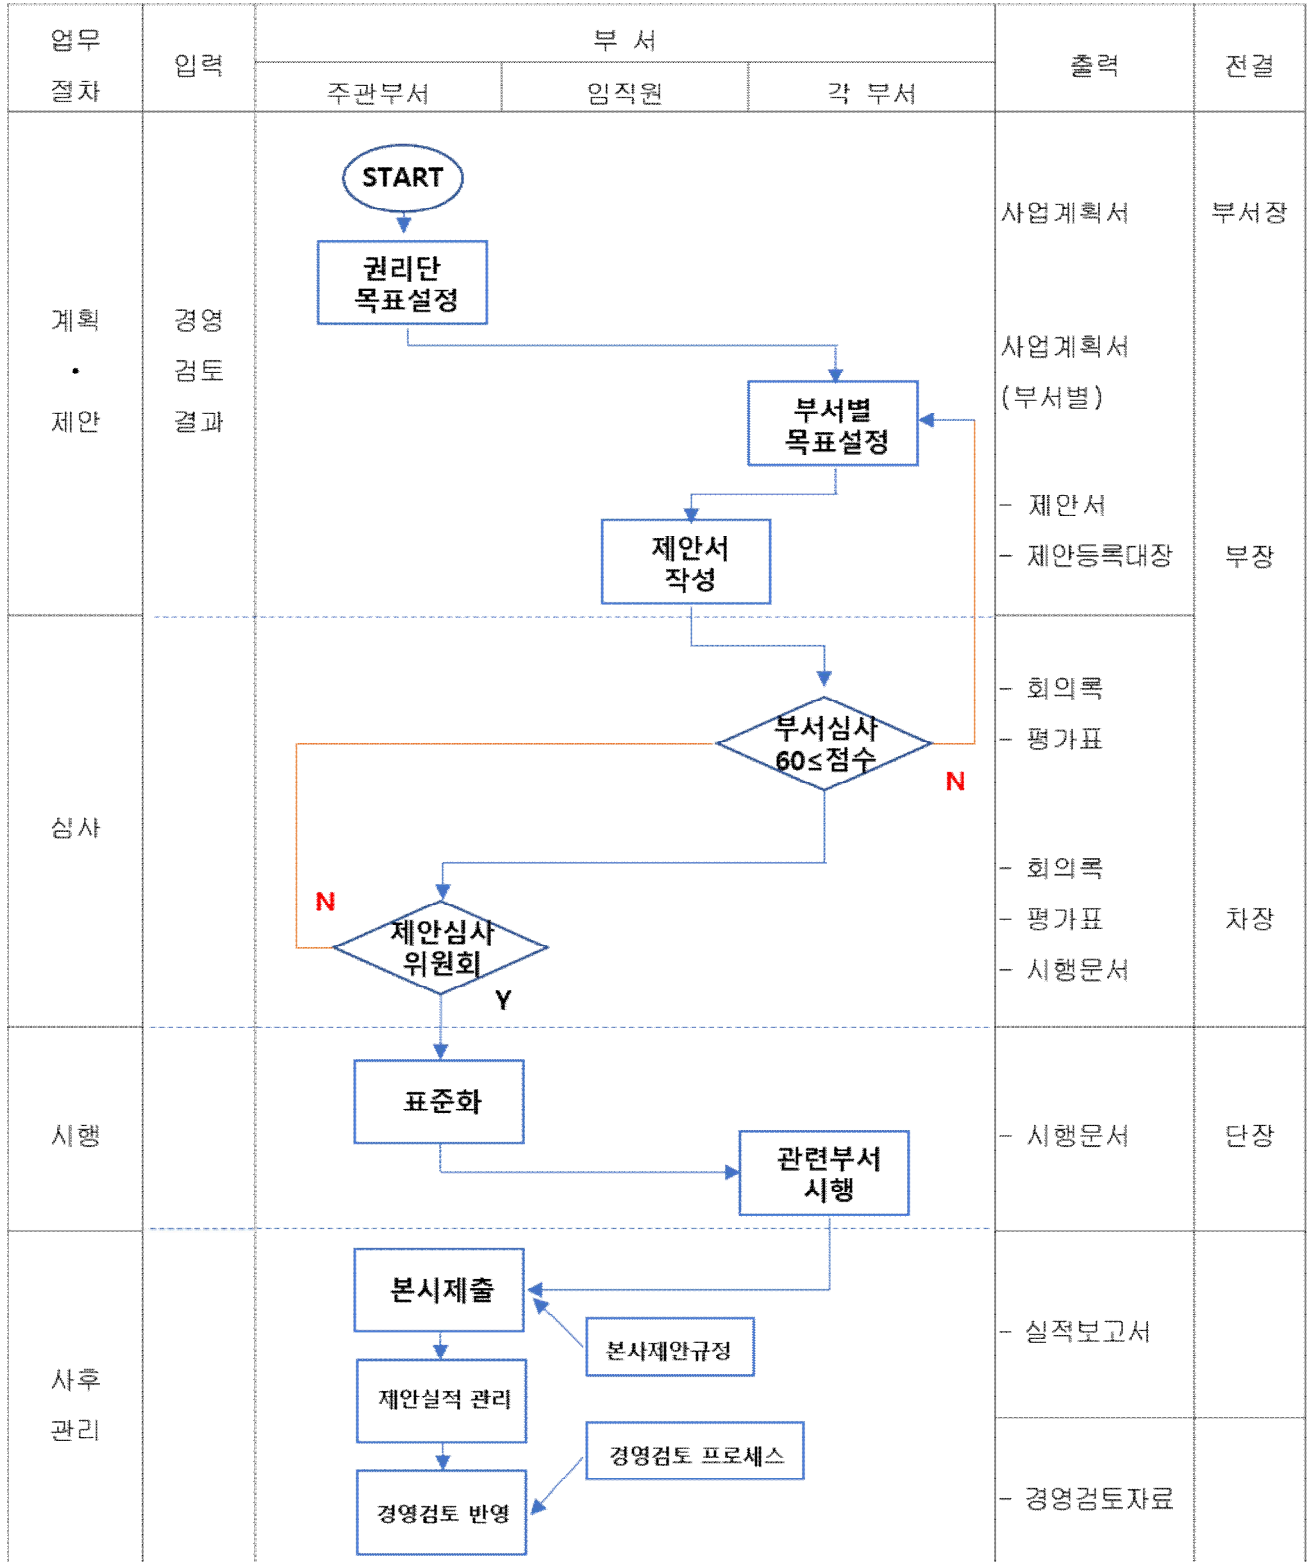 업무
절차
입력
부 서
주관부서
임직원
각 부서
출력
전결
계획
·
제안
경영
검토
결과
START
권리단
목표설정
부서별
목표설정
제안서
작성
사업계획서
부서장
사업계획서
(부서별)
- 제안서
- 제안등록대장
부장
심사
부서심사
60≤점수
N
N
제안심사
위원회
Y
- 회의록
- 평가표
- 회의록
- 평가표
- 시행문서
차장
시행
표준화
관련부서
시행
- 시행문서
단장
사후
관리
본시제출
본사제안규정
제안실적 관리
경영검토 프로세스
경영검토 반영
- 실적보고서
- 경영검토자료